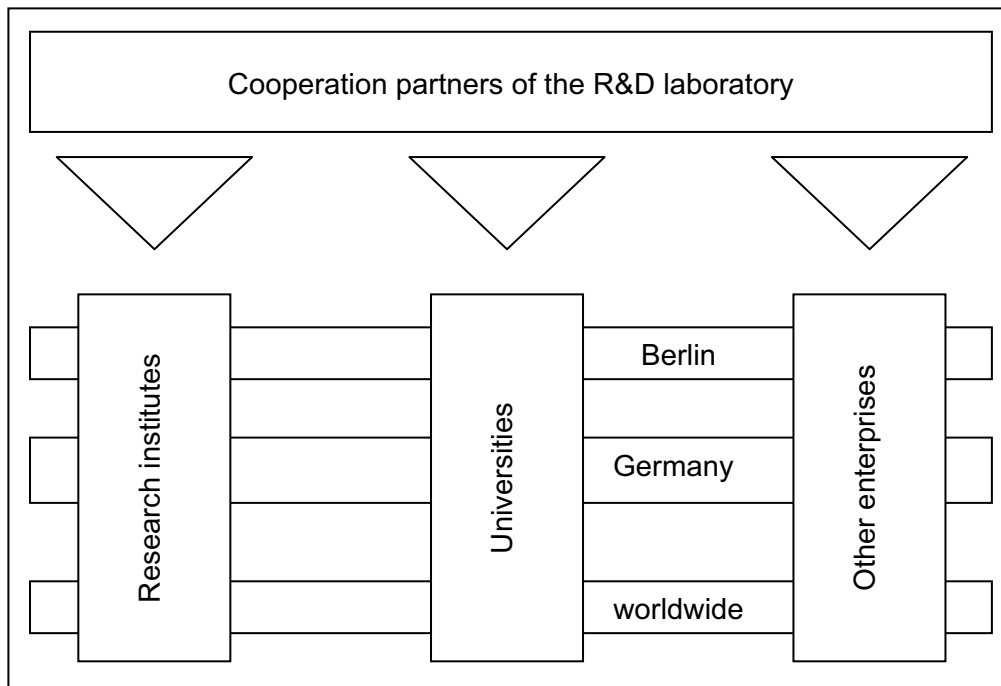 Cooperation partners of the R&D laboratory
Research institutes
Universities
Other enterprises
Berlin
Germany
worldwide